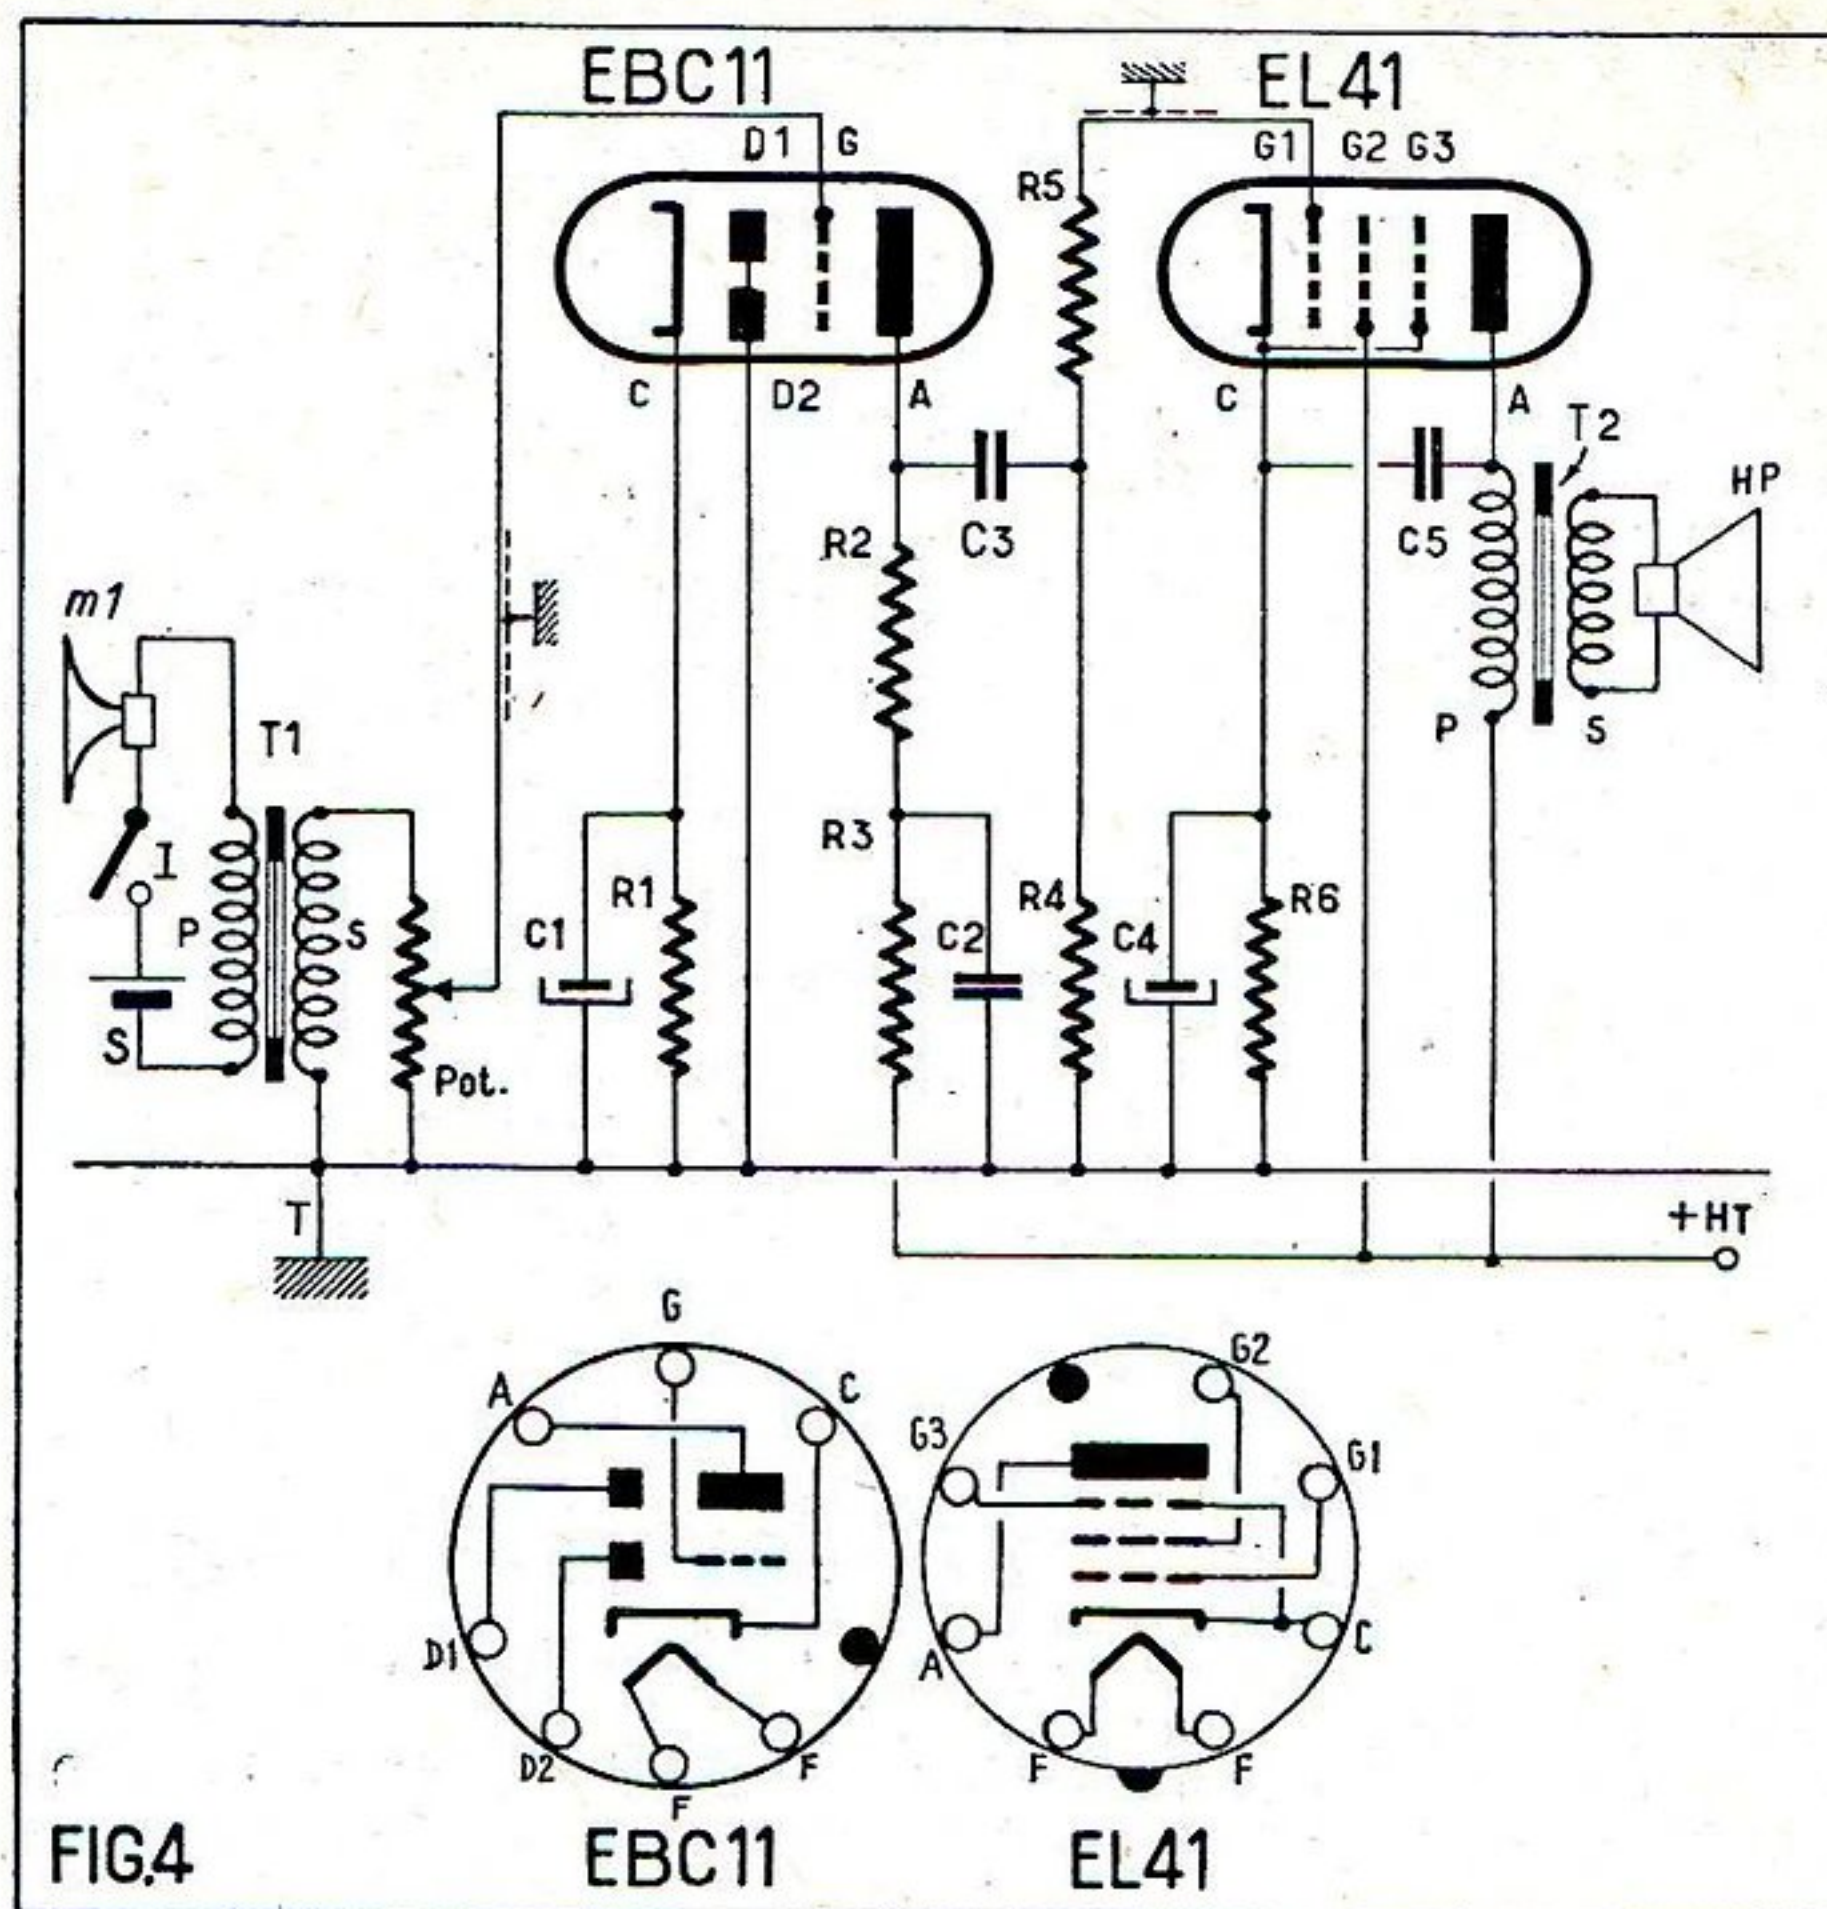 EBC11
EL41
D1 G
G1 G2 G3
R5
C D2 A
C A
T2
HP
R2 C3
C5
m1
T1
P S
R3
I
R1
R4
R6
P S
C1
C2
C4
S
Pot.
T
+HT
G
A C
D1
D2
F
F
G2
G3
G1
A
C
F F
FIG.4
EBC11
EL41